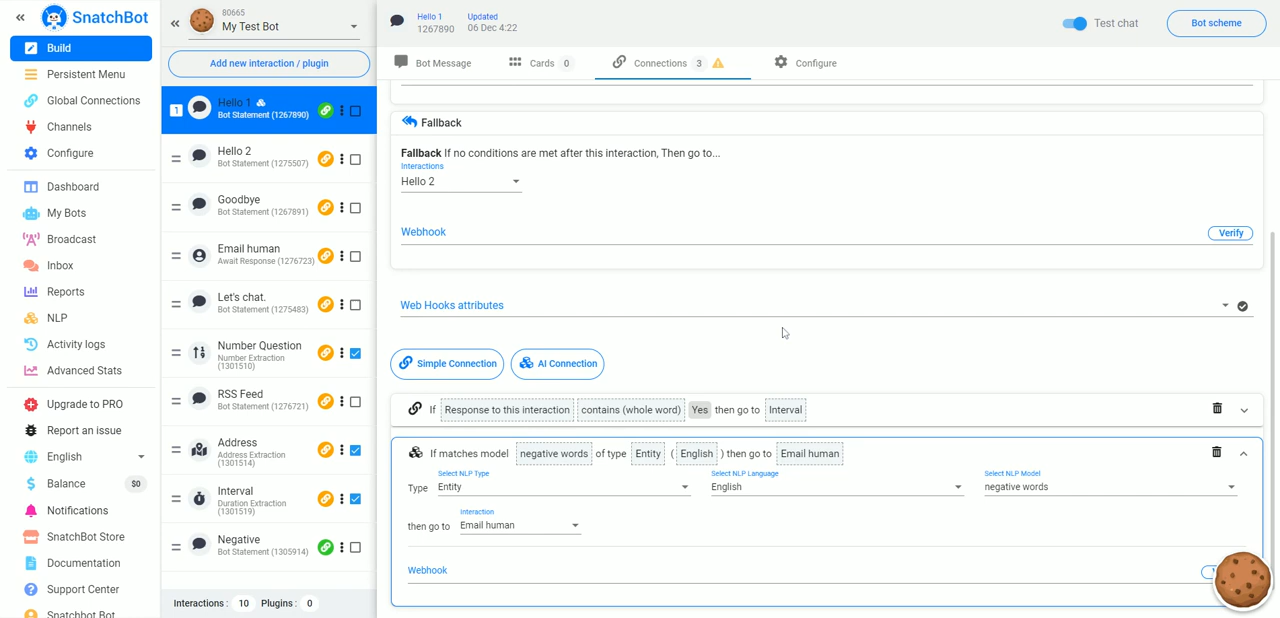 SnatchBot
Build
Persistent Menu
Global Connections
Channels
Configure
Dashboard
My Bots
Broadcast
Inbox
Reports
NLP
Activity logs
Advanced Stats
Upgrade to PRO
Report an issue
English
Balance $0
Notifications
SnatchBot Store
Documentation
Support Center
Snatchbot Bot
80665
My Test Bot
Add new interaction / plugin
1
Hello 1
Bot Statement (1267890)
Hello 2
Bot Statement (1275507)
Goodbye
Bot Statement (1267891)
Email human
Await Response (1276723)
Let's chat.
Bot Statement (1275483)
Number Question
Number Extraction
(1301510)
RSS Feed
Bot Statement (1276721)
Address
Address Extraction
(1301514)
Interval
Duration Extraction
(1301519)
Negative
Bot Statement (1305914)
Interactions : 10 Plugins : 0
Hello 1
1267890
Updated
06 Dec 4:22
Test chat
Bot scheme
Bot Message
Cards 0
Connections 3
Configure
Fallback
Fallback If no conditions are met after this interaction, Then go to...
Interactions
Hello 2
Webhook
Verify
Web Hooks attributes
Simple Connection
AI Connection
If Response to this interaction contains (whole word) Yes then go to Interval
If matches model negative words of type Entity ( English ) then go to Email human
Select NLP Type
Select NLP Language
Select NLP Model
Type Entity
English
negative words
Interaction
then go to Email human
Webhook